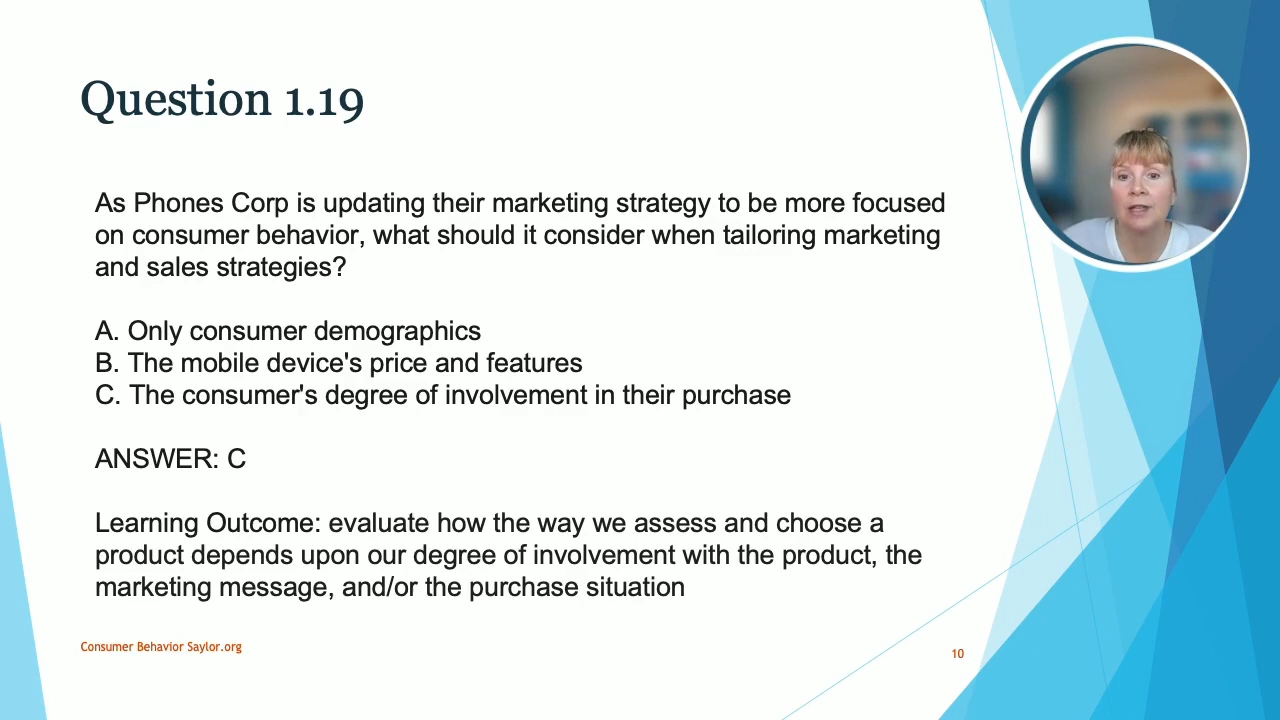 Question 1.19
As Phones Corp is updating their marketing strategy to be more focused
on consumer behavior, what should it consider when tailoring marketing
and sales strategies?
A. Only consumer demographics
B. The mobile device's price and features
C. The consumer's degree of involvement in their purchase
ANSWER: C
Learning Outcome: evaluate how the way we assess and choose a
product depends upon our degree of involvement with the product, the
marketing message, and/or the purchase situation
Consumer Behavior Saylor.org
10